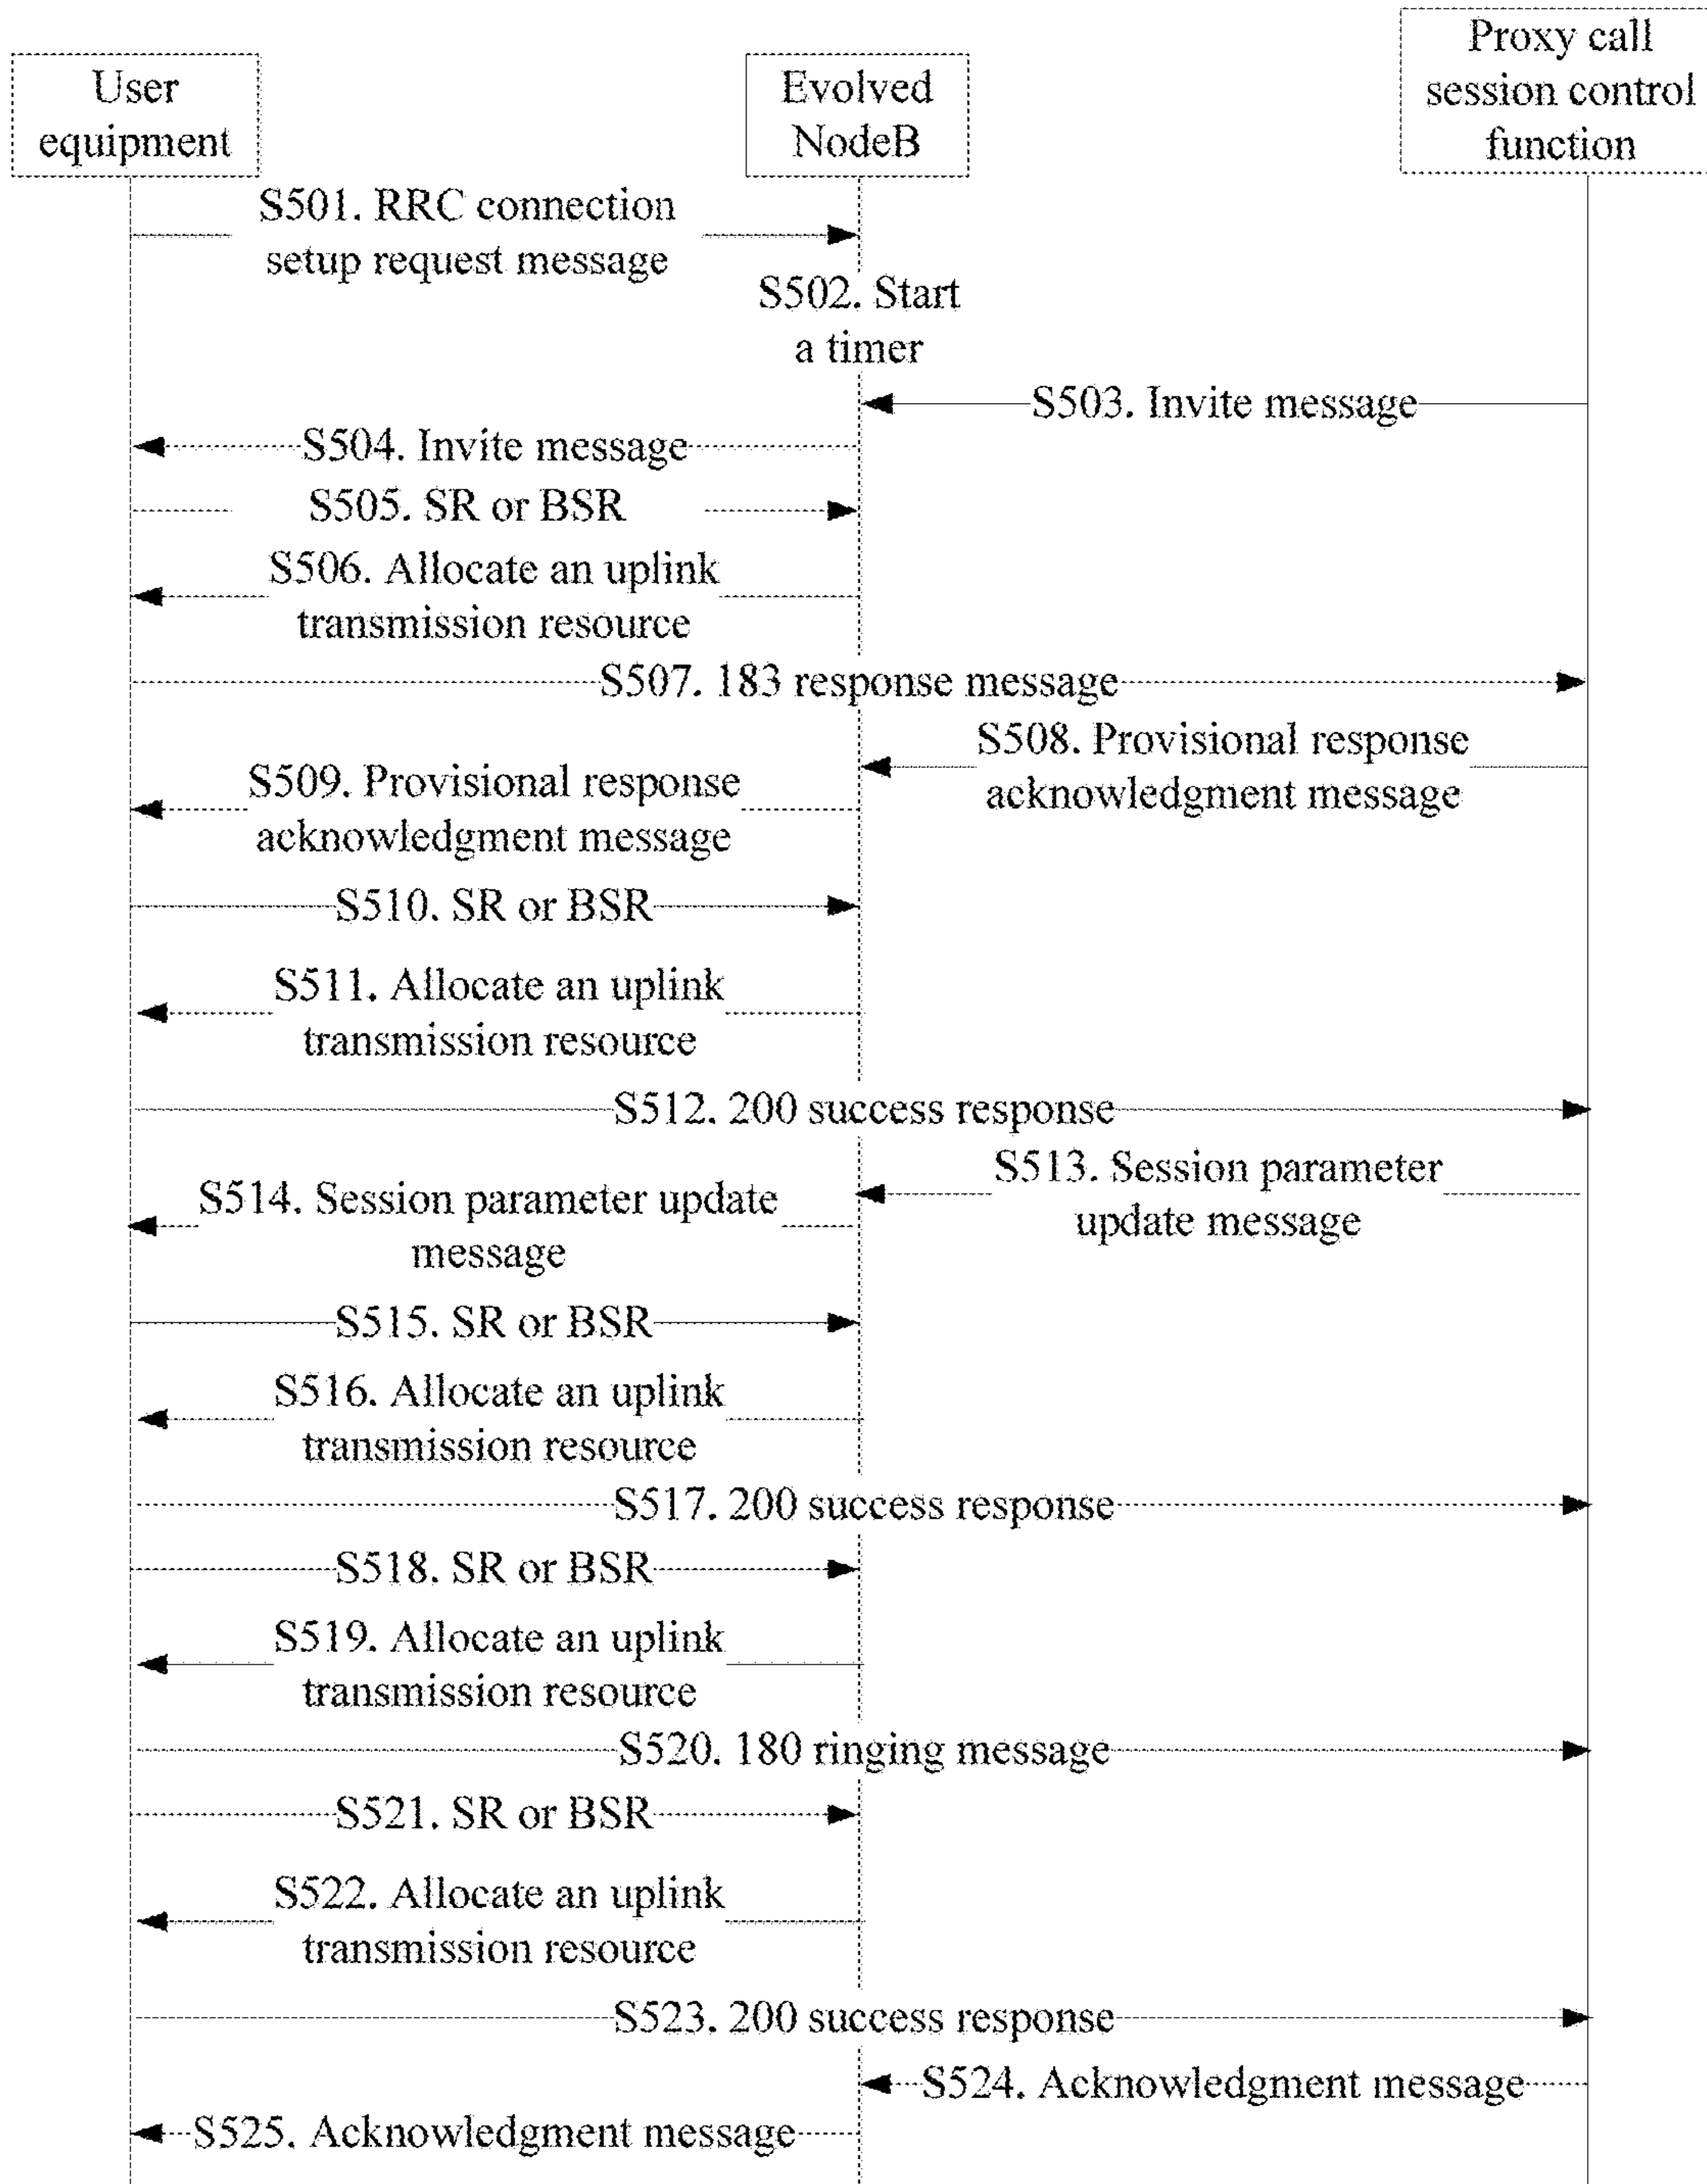 User
equipment
Evolved
NodeB
Proxy call
session control
function
S501. RRC connection
setup request message
S502. Start
a timer
S503. Invite message
S504. Invite message
S505. SR or BSR
S506. Allocate an uplink
transmission resource
S507. 183 response message
S508. Provisional response
acknowledgment message
S509. Provisional response
acknowledgment message
S510. SR or BSR
S511. Allocate an uplink
transmission resource
S512. 200 success response
S513. Session parameter
update message
S514. Session parameter update
message
S515. SR or BSR
S516. Allocate an uplink
transmission resource
S517. 200 success response
S518. SR or BSR
S519. Allocate an uplink
transmission resource
S520. 180 ringing message
S521. SR or BSR
S522. Allocate an uplink
transmission resource
S523. 200 success response
S524. Acknowledgment message
S525. Acknowledgment message